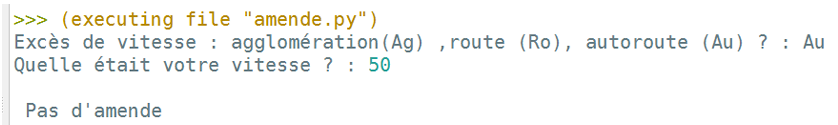 >>> (executing file "amende.py")
Excès de vitesse : agglomération(Ag) ,route (Ro), autoroute (Au) ? : Au
Quelle était votre vitesse ? : 50
Pas d'amende